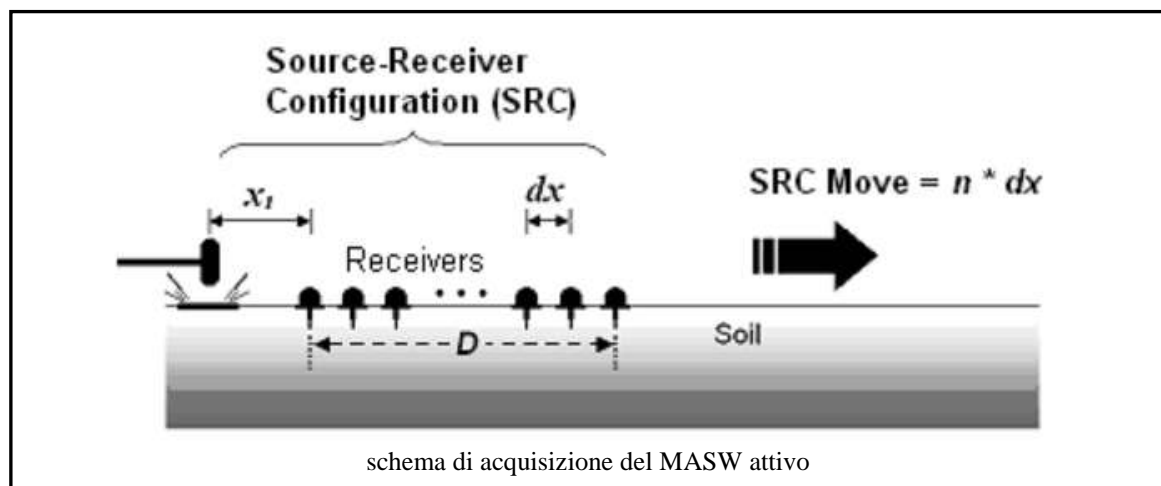 Source-Receiver
Configuration (SRC)
x₁
dx
SRC Move = n * dx
Receivers
D
Soil
schema di acquisizione del MASW attivo